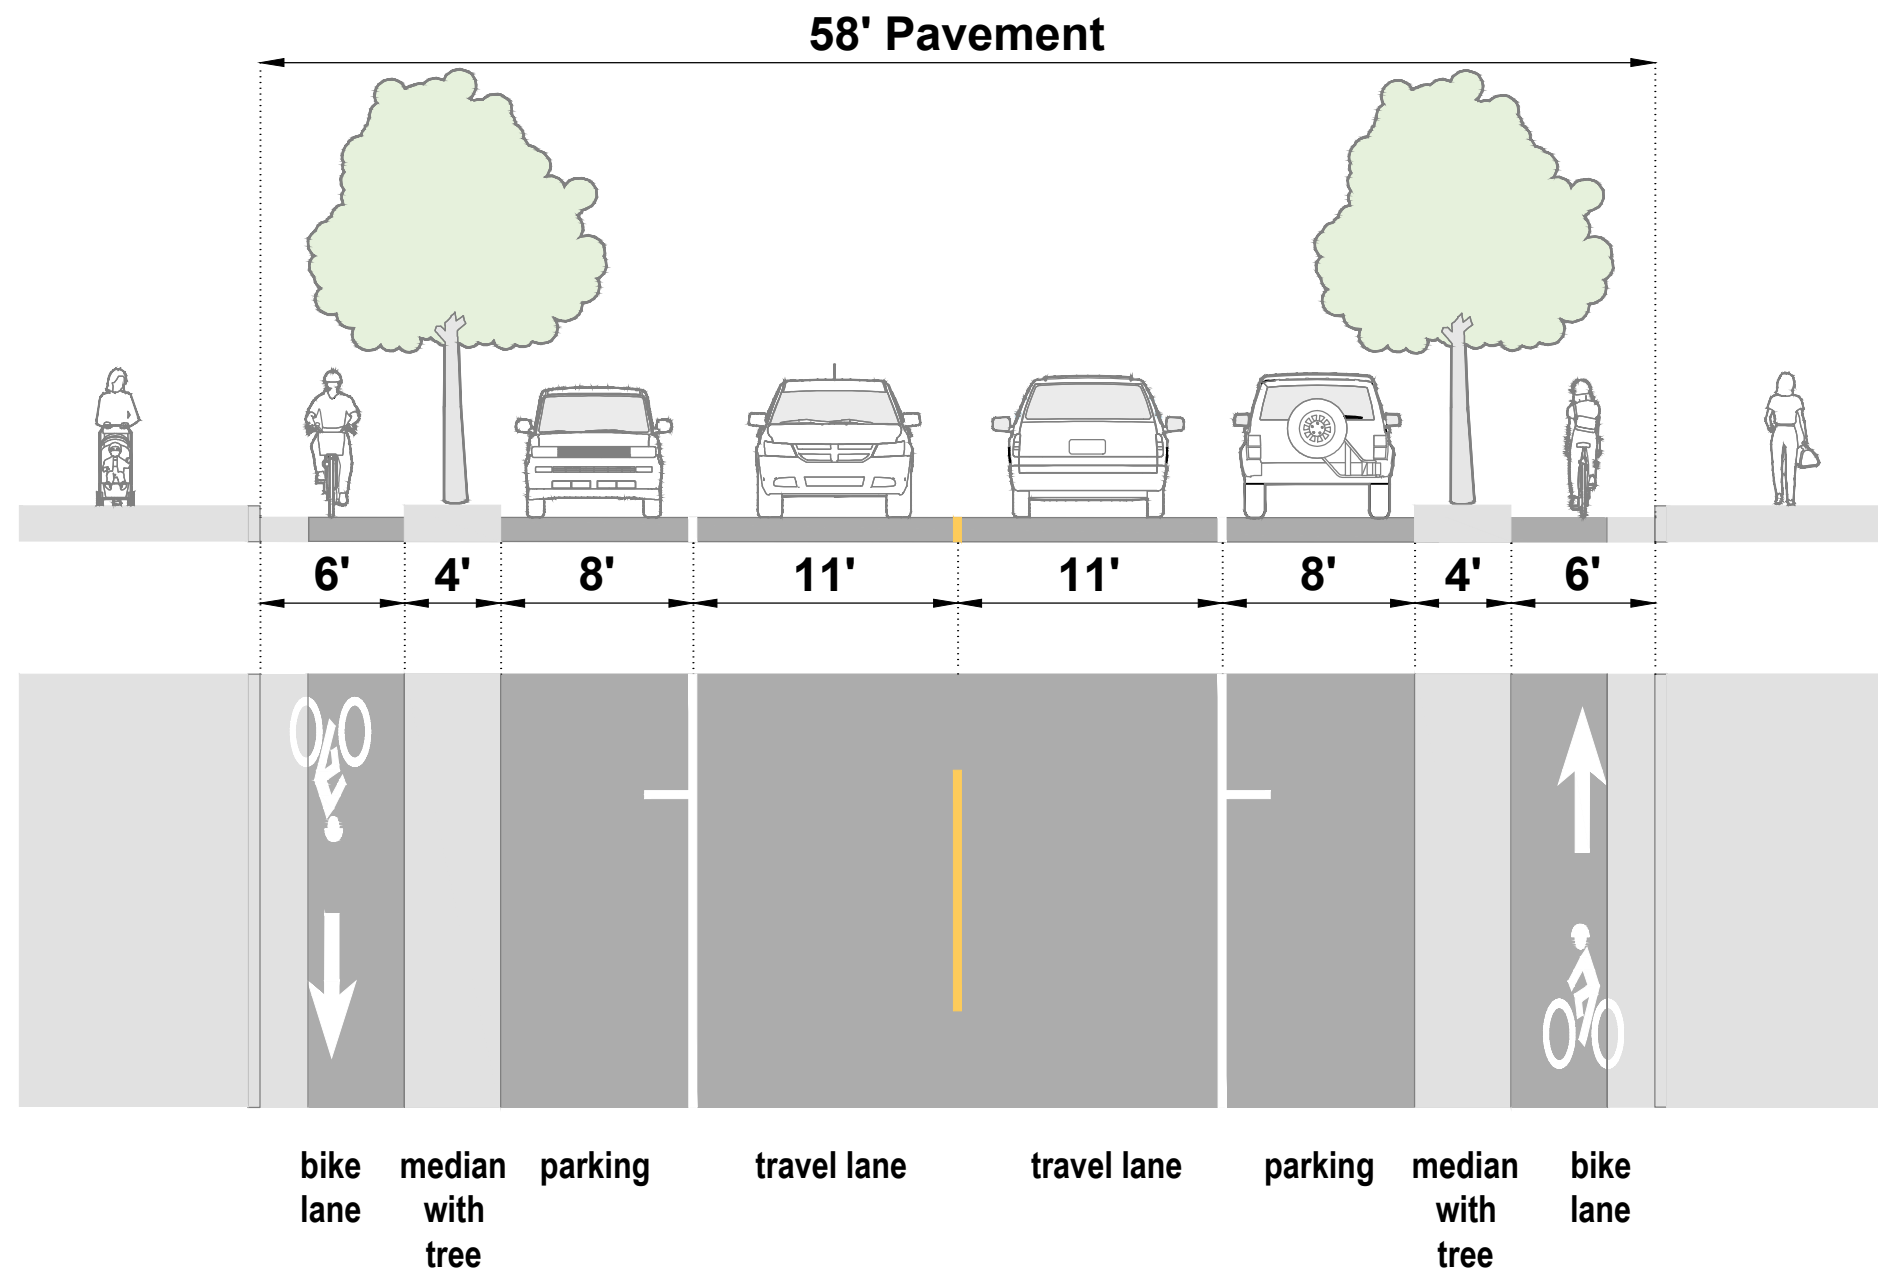 58' Pavement
6' 4' 8' 11' 11' 8' 4' 6'
bike median parking travel lane travel lane parking median bike
lane with with lane
tree tree